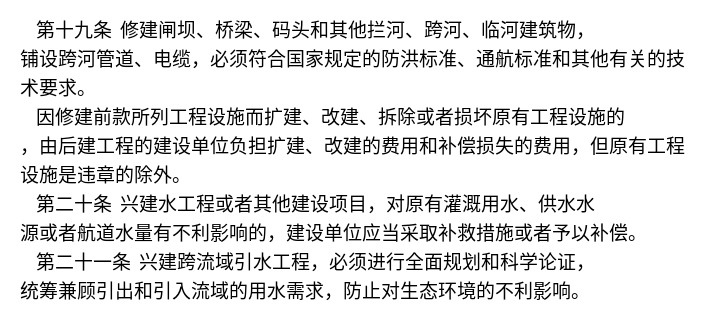 第十九条 修建闸坝、桥梁、码头和其他拦河、跨河、临河建筑物，
铺设跨河管道、电缆，必须符合国家规定的防洪标准、通航标准和其他有关的技
术要求。
因修建前款所列工程设施而扩建、改建、拆除或者损坏原有工程设施的
，由后建工程的建设单位负担扩建、改建的费用和补偿损失的费用，但原有工程
设施是违章的除外。
第二十条 兴建水工程或者其他建设项目，对原有灌溉用水、供水水
源或者航道水量有不利影响的，建设单位应当采取补救措施或者予以补偿。
第二十一条 兴建跨流域引水工程，必须进行全面规划和科学论证，
统筹兼顾引出和引入流域的用水需求，防止对生态环境的不利影响。